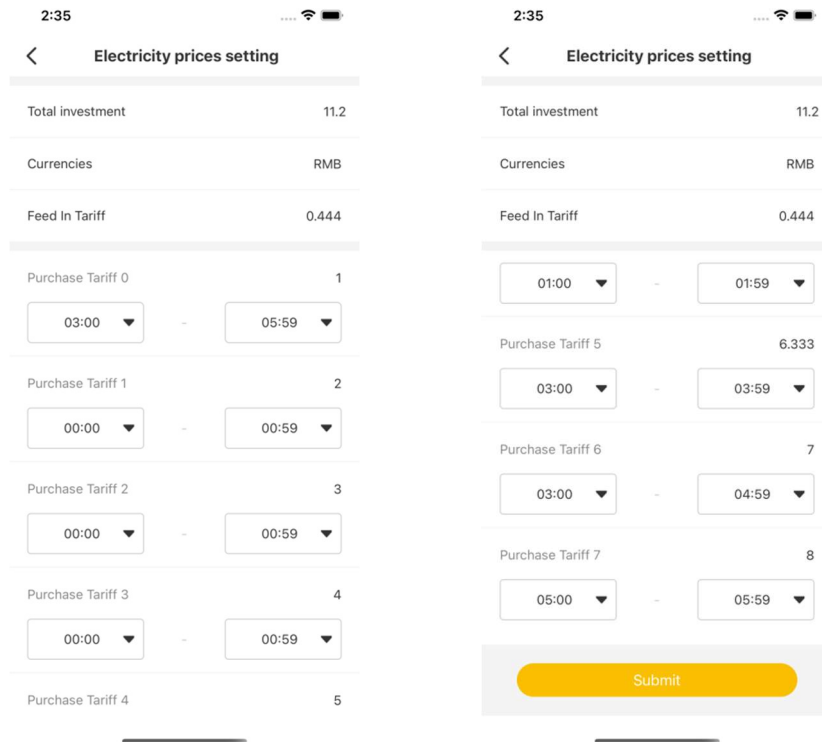 2:35
Electricity prices setting
Total investment 11.2
Currencies RMB
Feed In Tariff 0.444
Purchase Tariff 0 1
03:00 - 05:59
Purchase Tariff 1 2
00:00 - 00:59
Purchase Tariff 2 3
00:00 - 00:59
Purchase Tariff 3 4
00:00 - 00:59
Purchase Tariff 4 5
2:35
Electricity prices setting
Total investment 11.2
Currencies RMB
Feed In Tariff 0.444
01:00 - 01:59
Purchase Tariff 5 6.333
03:00 - 03:59
Purchase Tariff 6 7
03:00 - 04:59
Purchase Tariff 7 8
05:00 - 05:59
Submit